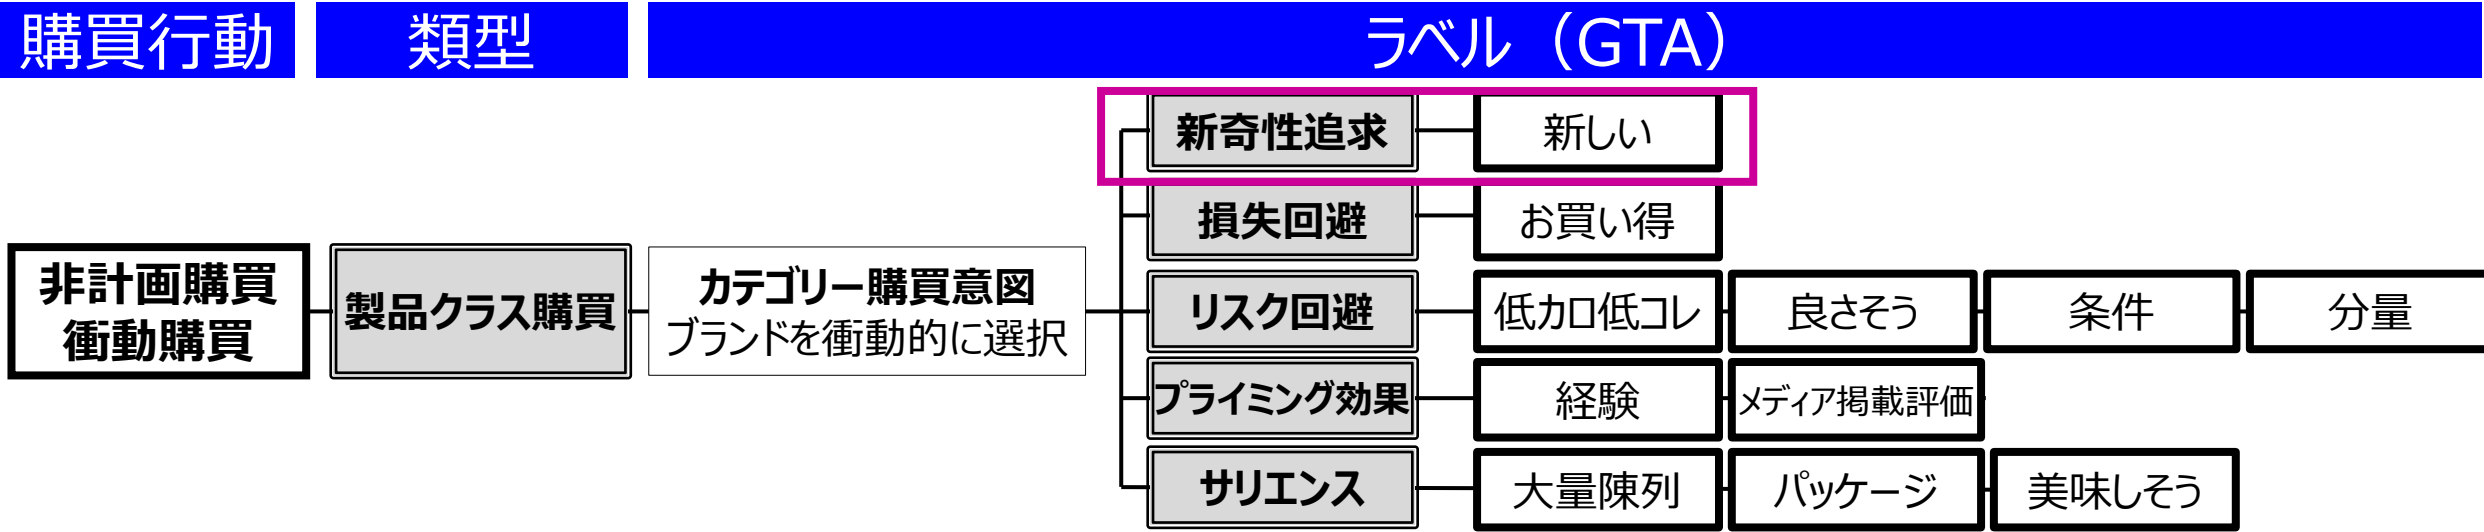 購買行動
類型
ラベル（GTA）
新奇性追求
新しい
損失回避
お買い得
非計画購買
衝動購買
製品クラス購買
カテゴリー購買意図
ブランドを衝動的に選択
リスク回避
低カロ低コレ
良さそう
条件
分量
プライミング効果
経験
メディア掲載評価
サリエンス
大量陳列
パッケージ
美味しそう